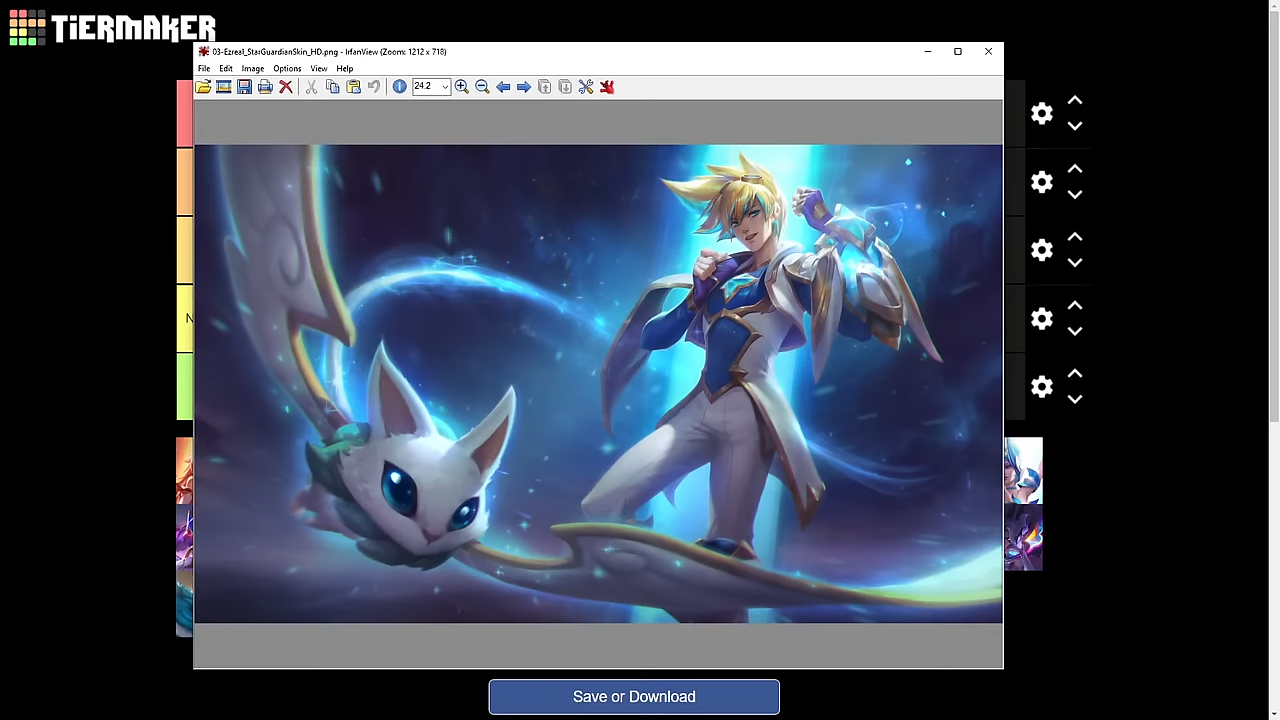 TiERMAKER
03-Ezreal_StarGuardianSkin_HD.png - IrfanView (Zoom: 1212 x 718)
File Edit Image Options View Help
24.2
N
Save or Download